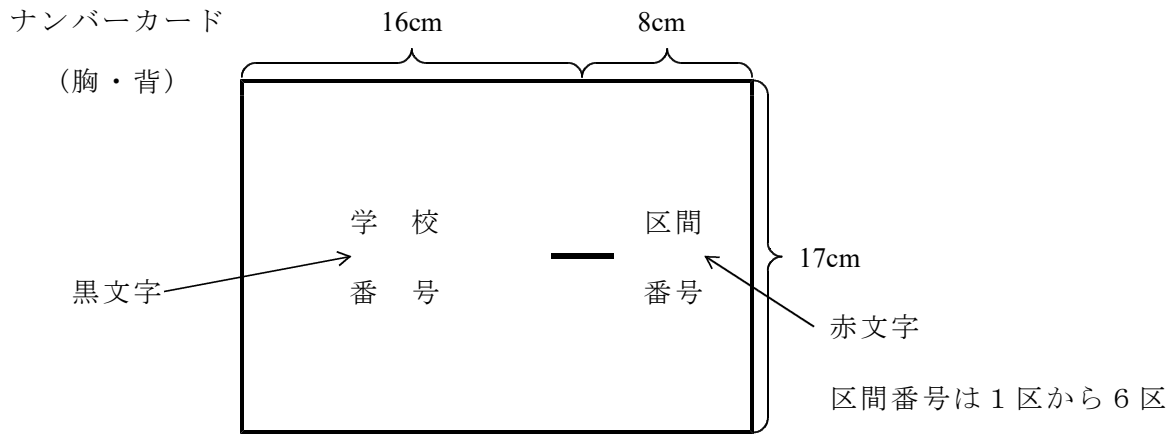 ナンバーカード
（胸・背）
16cm
8cm
学　校
番　号
区間
番号
17cm
黒文字
赤文字
区間番号は１区から６区